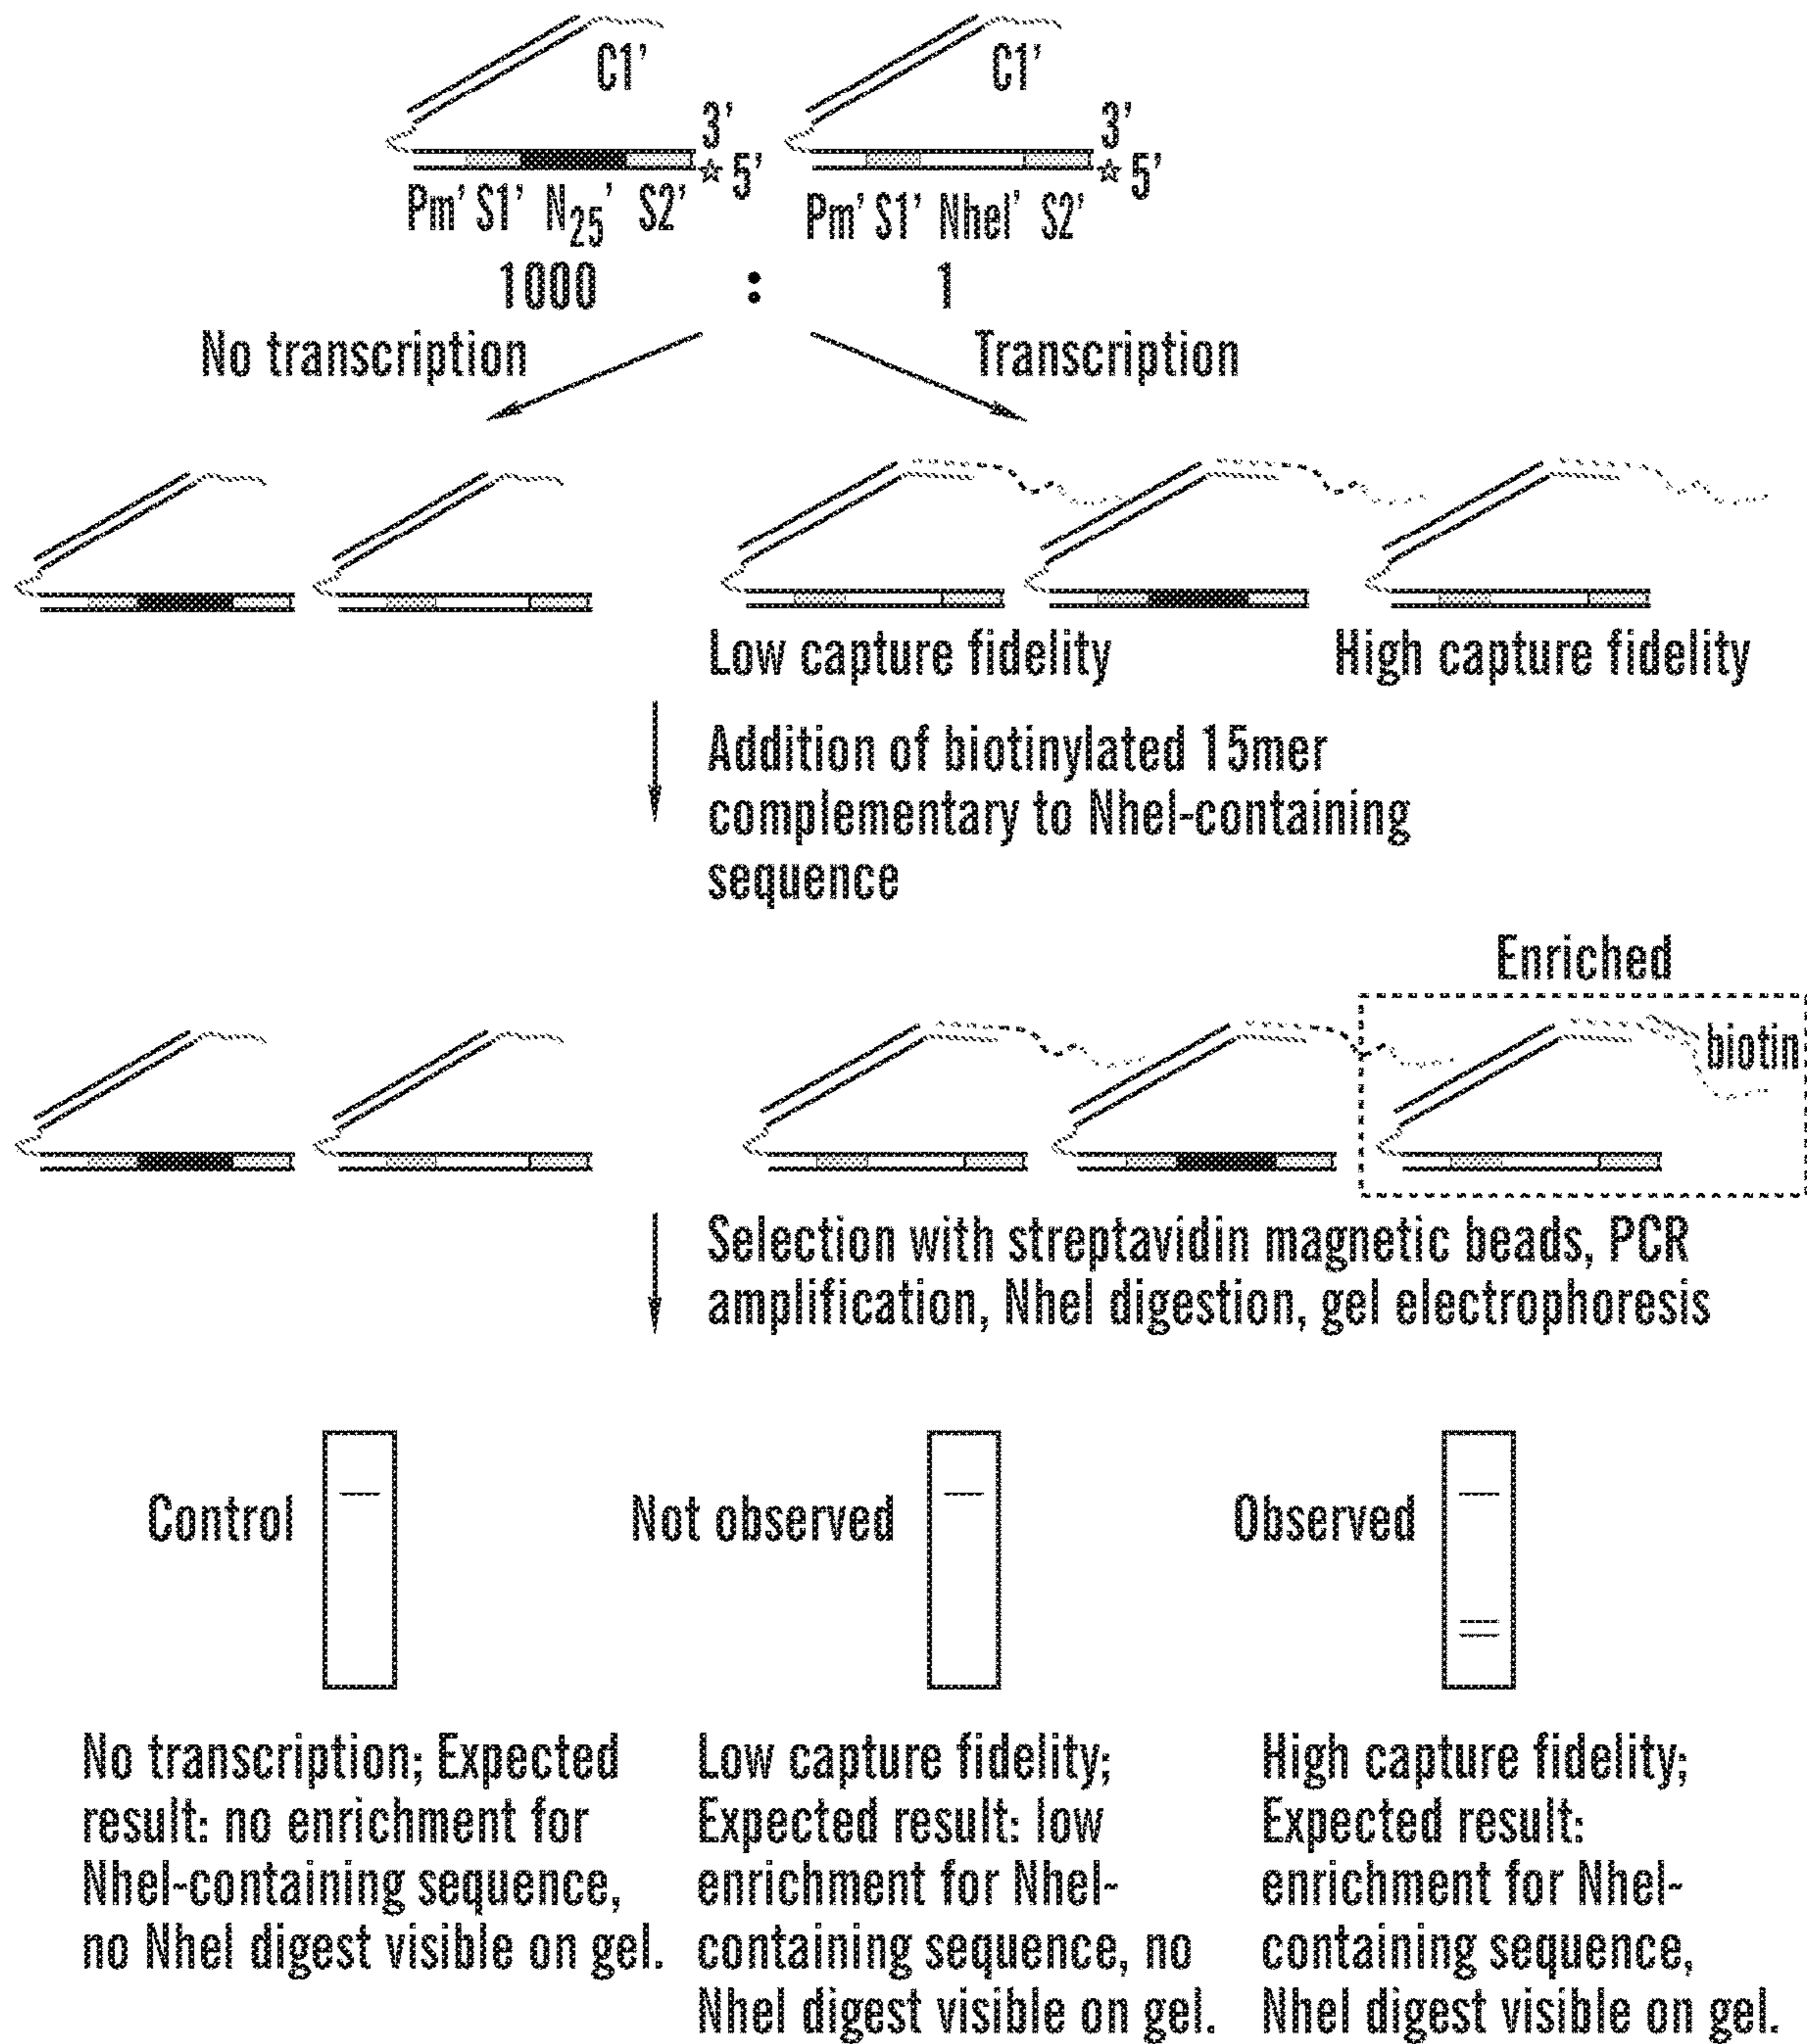 C1' C1'
3' 3'
☆ 5' ☆ 5'
Pm' S1' N25' S2' Pm' S1' NheI' S2'
1000 : 1
No transcription Transcription
Low capture fidelity High capture fidelity
Addition of biotinylated 15mer
complementary to NheI-containing
sequence
Enriched
biotin
Selection with streptavidin magnetic beads, PCR
amplification, NheI digestion, gel electrophoresis
Control Not observed Observed
No transcription; Expected
result: no enrichment for
NheI-containing sequence,
no NheI digest visible on gel.
Low capture fidelity;
Expected result: low
enrichment for NheI-
containing sequence, no
NheI digest visible on gel.
High capture fidelity;
Expected result:
enrichment for NheI-
containing sequence,
NheI digest visible on gel.